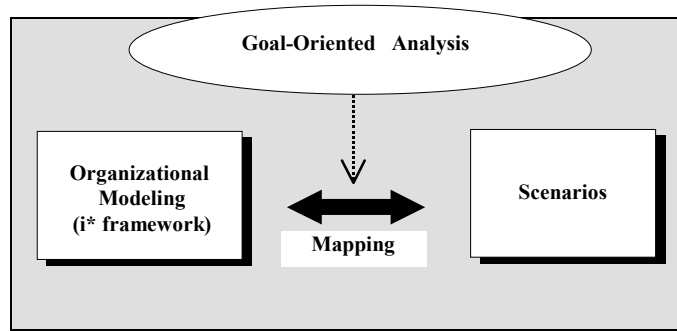 Goal-Oriented Analysis
Organizational
Modeling
(i* framework)
Scenarios
Mapping